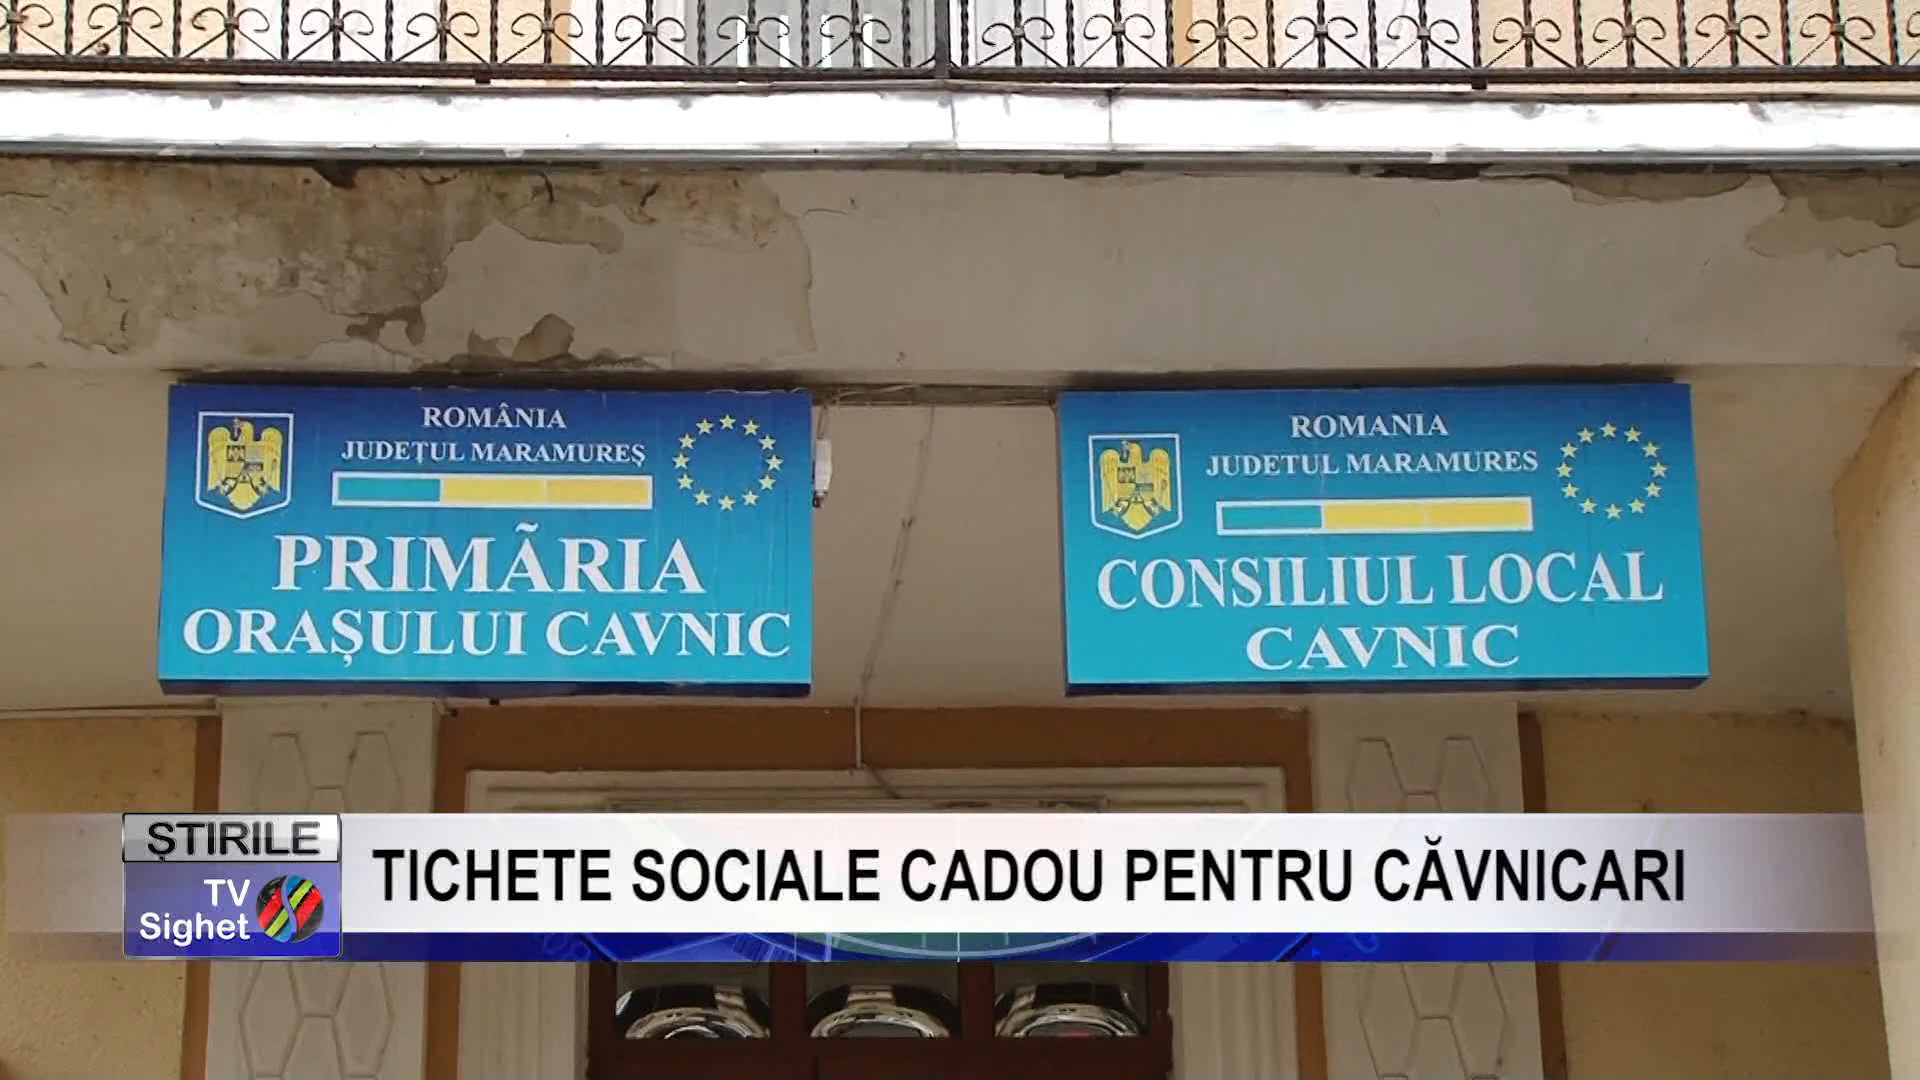 ROMÂNIA
JUDEȚUL MARAMUREȘ
PRIMÃRIA
ORAȘULUI CAVNIC
ROMANIA
JUDETUL MARAMURES
CONSILIUL LOCAL
CAVNIC
ȘTIRILE
TV
Sighet
TICHETE SOCIALE CADOU PENTRU CĂVNICARI